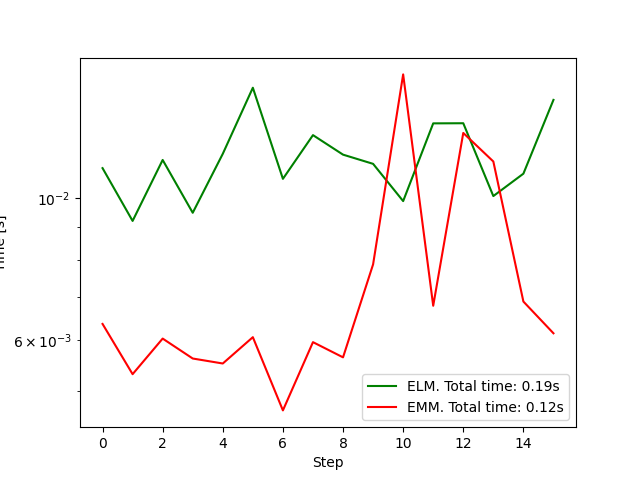 10⁻²
6 × 10⁻³
0 2 4 6 8 10 12 14
Step
ELM. Total time: 0.19s
EMM. Total time: 0.12s